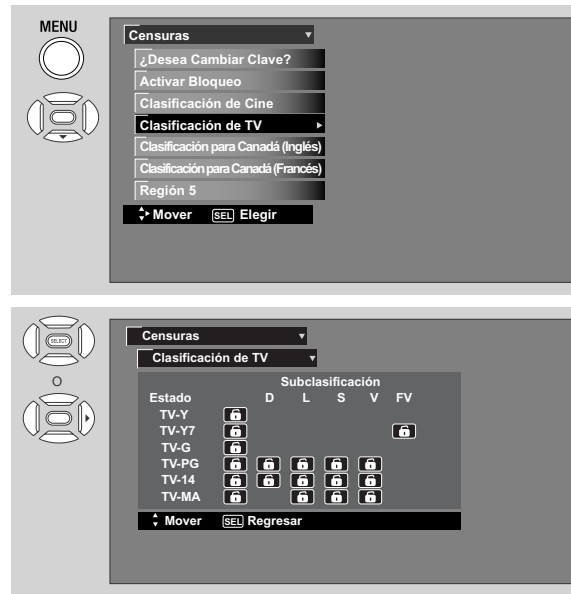 MENU
Censuras
¿Desea Cambiar Clave?
Activar Bloqueo
Clasificación de Cine
Clasificación de TV
Clasificación para Canadá (Inglés)
Clasificación para Canadá (Francés)
Región 5
Mover SEL Elegir
SELECT
O
Censuras
Clasificación de TV
Subclasificación
Estado D L S V FV
TV-Y
TV-Y7
TV-G
TV-PG
TV-14
TV-MA
Mover SEL Regresar